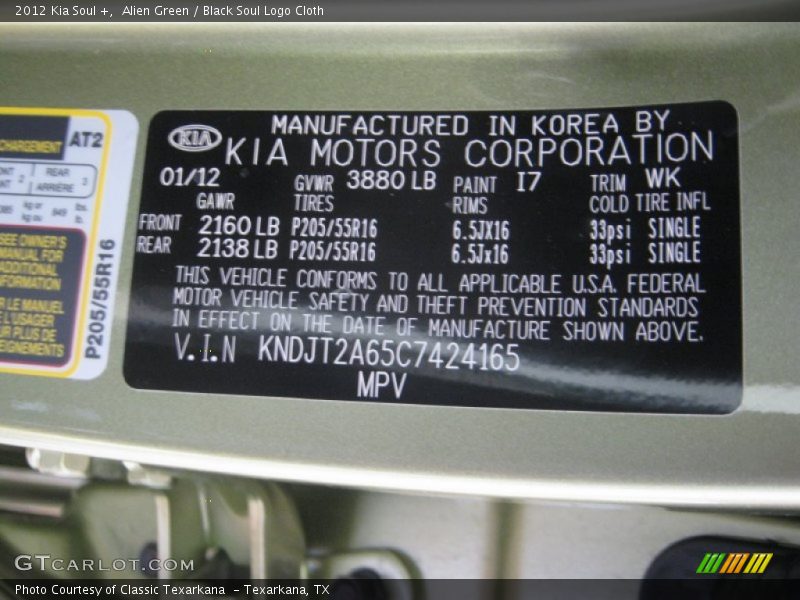 2012 Kia Soul +,  Alien Green / Black Soul Logo Cloth
CHARGEMENT AT2
REAR
ARRIÈRE 3
SEE OWNER'S
MANUAL FOR
ADDITIONAL
INFORMATION
LE MANUEL
L'USAGER
PLUS DE
P205/55R16
KIA
MANUFACTURED IN KOREA BY
KIA MOTORS CORPORATION
01/12 GVWR 3880 LB PAINT I7 TRIM WK
GAWR TIRES RIMS COLD TIRE INFL
FRONT 2160 LB P205/55R16 6.5JX16 33psi SINGLE
REAR 2138 LB P205/55R16 6.5Jx16 33psi SINGLE
THIS VEHICLE CONFORMS TO ALL APPLICABLE U.S.A. FEDERAL
MOTOR VEHICLE SAFETY AND THEFT PREVENTION STANDARDS
IN EFFECT ON THE DATE OF MANUFACTURE SHOWN ABOVE.
V.I.N KNDJT2A65C7424165
MPV
GTCARLOT.COM
Photo Courtesy of Classic Texarkana  - Texarkana, TX